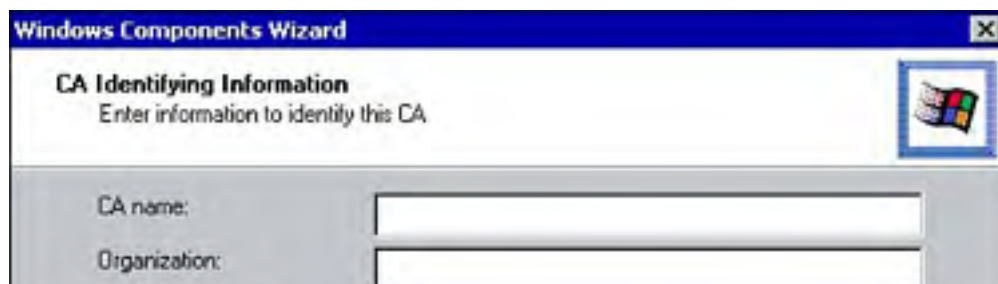 Windows Components Wizard
CA Identifying Information
Enter information to identify this CA
CA name:
Organization: